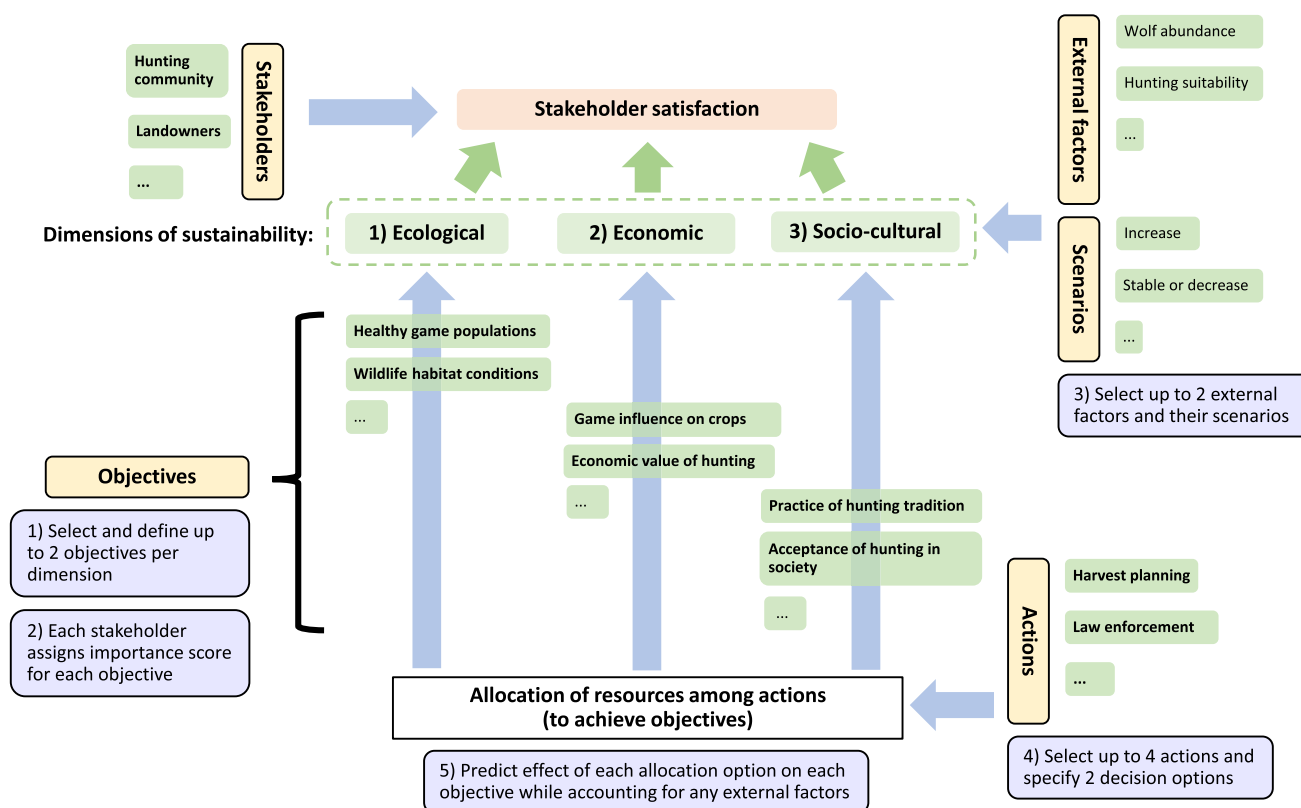 Hunting
community
Landowners
...
Stakeholders
Stakeholder satisfaction
External factors
Wolf abundance
Hunting suitability
...
Dimensions of sustainability:
1) Ecological
2) Economic
3) Socio-cultural
Scenarios
Increase
Stable or decrease
...
3) Select up to 2 external
factors and their scenarios
Healthy game populations
Wildlife habitat conditions
...
Game influence on crops
Economic value of hunting
...
Practice of hunting tradition
Acceptance of hunting in
society
...
Objectives
1) Select and define up
to 2 objectives per
dimension
2) Each stakeholder
assigns importance score
for each objective
Actions
Harvest planning
Law enforcement
...
4) Select up to 4 actions and
specify 2 decision options
Allocation of resources among actions
(to achieve objectives)
5) Predict effect of each allocation option on each
objective while accounting for any external factors